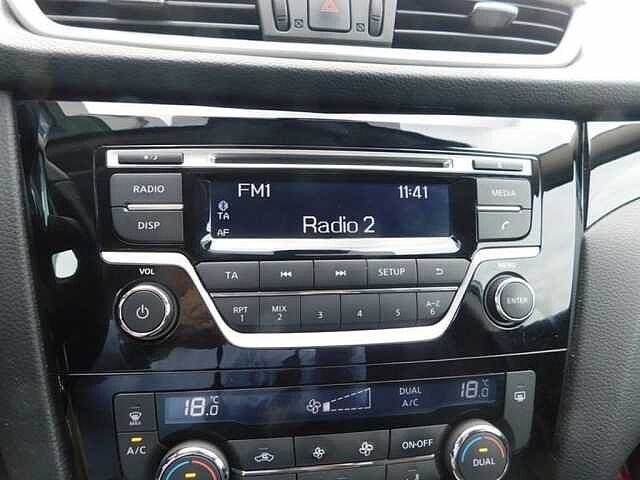 RADIO
DISP
FM1 11:41
TA
AF
Radio 2
MEDIA
VOL
MENU
TA
SETUP
RPT MIX A-Z
1 2 3 4 5 6
ENTER
18.0 °C
DUAL
A/C
18.0 °C
MAX
A/C
ON·OFF
DUAL